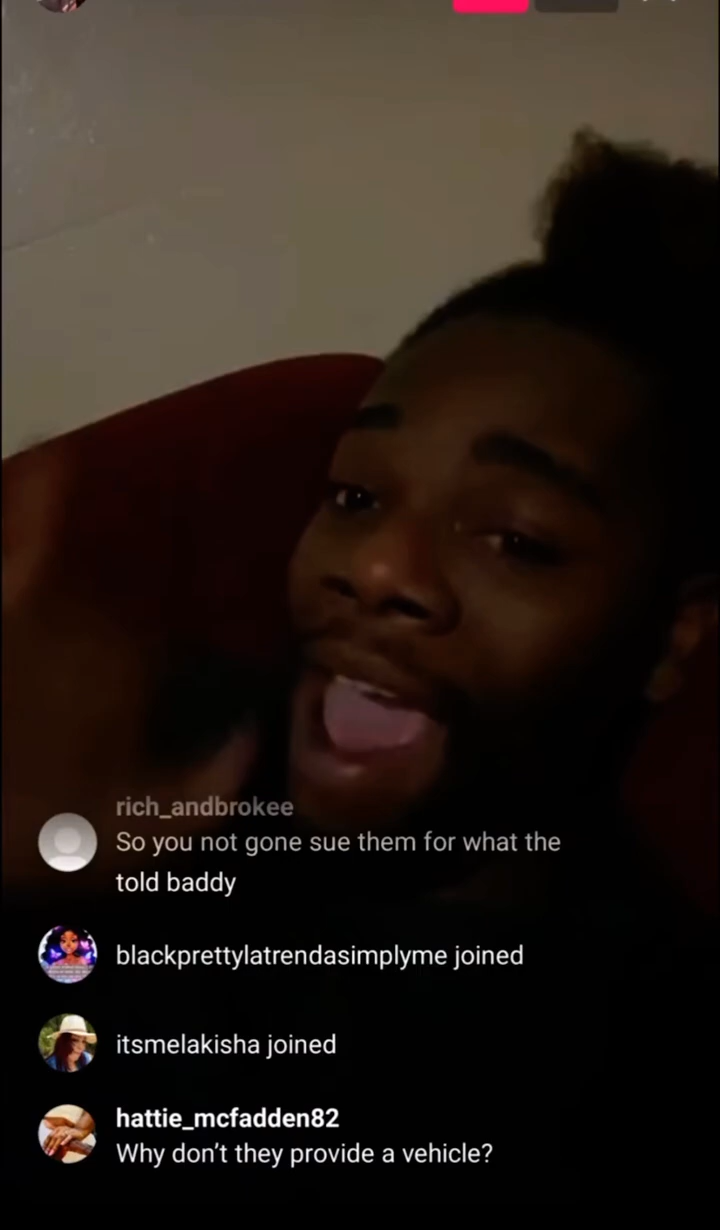 rich_andbrokee
So you not gone sue them for what the
told baddy
blackprettylatrendasimplyme joined
itsmelakisha joined
hattie_mcfadden82
Why don’t they provide a vehicle?